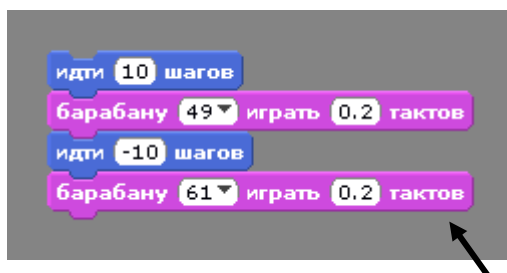 идти 10 шагов
барабану 49 играть 0.2 тактов
идти -10 шагов
барабану 61 играть 0.2 тактов